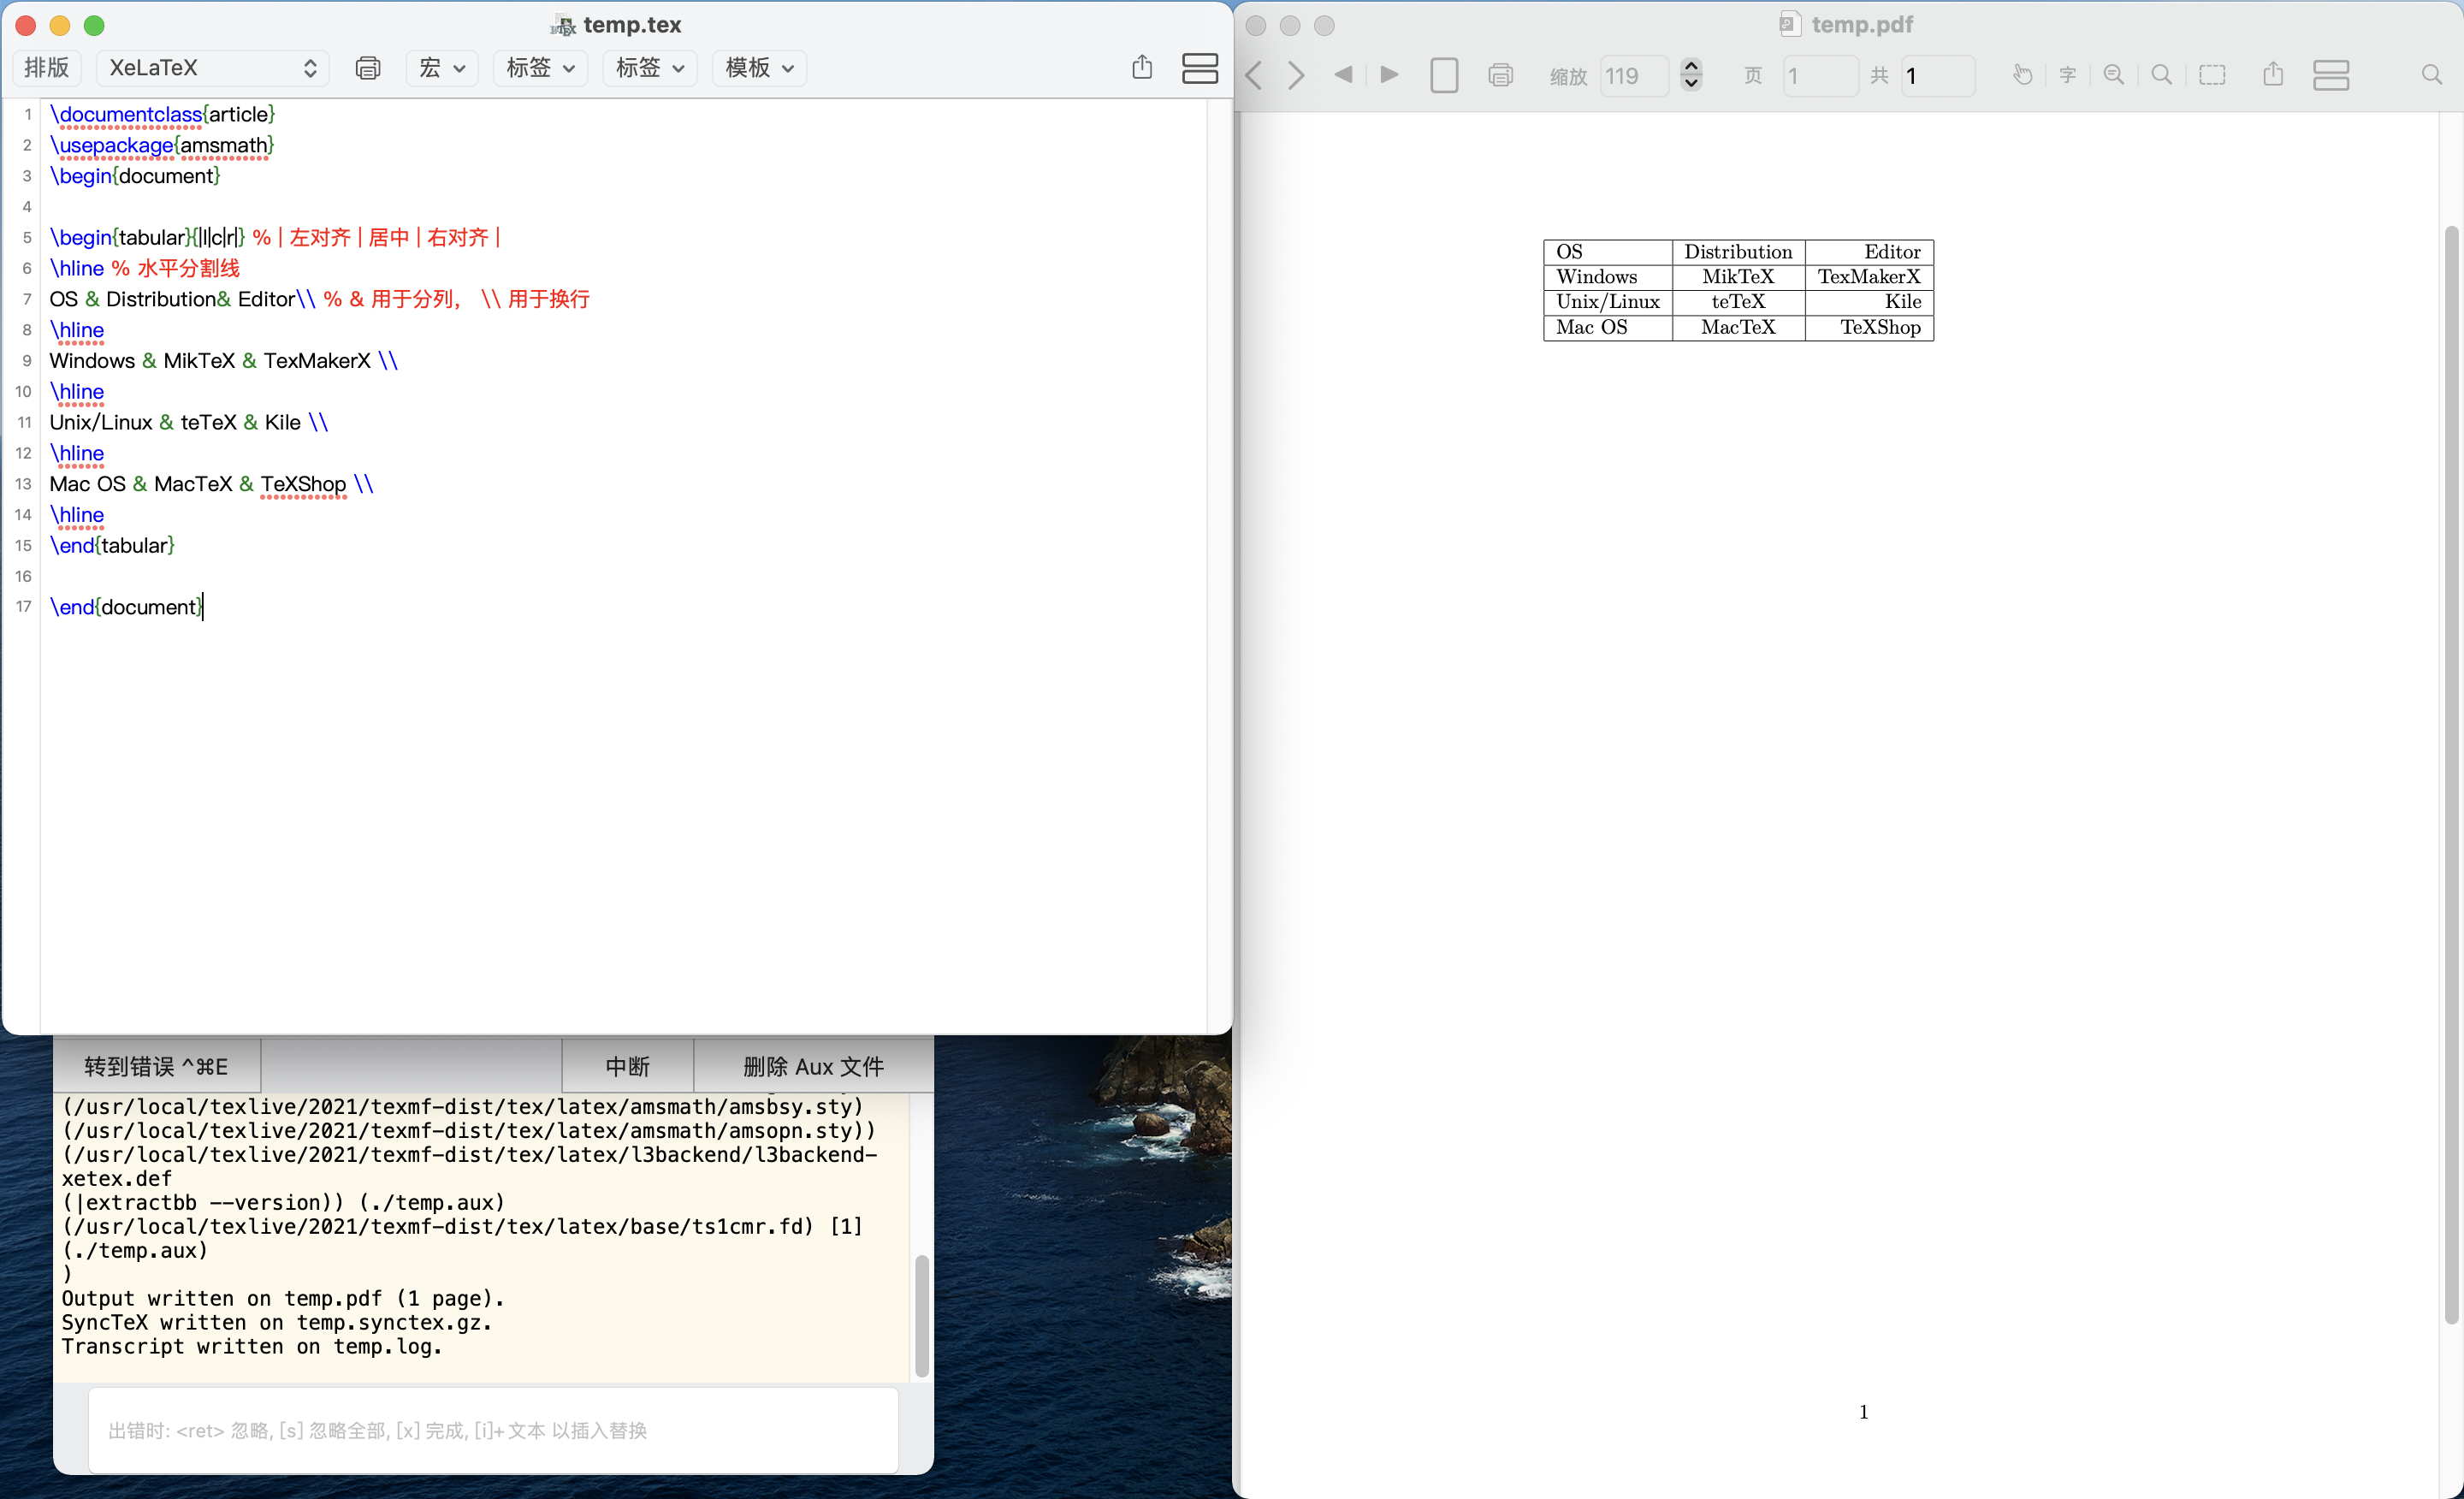 temp.tex
排版 XeLaTeX 宏 标签 标签 模板
1 \documentclass{article}
2 \usepackage{amsmath}
3 \begin{document}
4
5 \begin{tabular}{|l|c|r|} % | 左对齐 | 居中 | 右对齐 |
6 \hline % 水平分割线
7 OS & Distribution& Editor\\ % & 用于分列， \\ 用于换行
8 \hline
9 Windows & MikTeX & TexMakerX \\
10 \hline
11 Unix/Linux & teTeX & Kile \\
12 \hline
13 Mac OS & MacTeX & TeXShop \\
14 \hline
15 \end{tabular}
16
17 \end{document}
转到错误 ^⌘E 中断 删除 Aux 文件
(/usr/local/texlive/2021/texmf-dist/tex/latex/amsmath/amsbsy.sty)
(/usr/local/texlive/2021/texmf-dist/tex/latex/amsmath/amsopn.sty))
(/usr/local/texlive/2021/texmf-dist/tex/latex/l3backend/l3backend-
xetex.def
(|extractbb --version)) (./temp.aux)
(/usr/local/texlive/2021/texmf-dist/tex/latex/base/ts1cmr.fd) [1]
(./temp.aux)
)
Output written on temp.pdf (1 page).
SyncTeX written on temp.synctex.gz.
Transcript written on temp.log.
出错时: <ret> 忽略, [s] 忽略全部, [x] 完成, [i]+文本 以插入替换
temp.pdf
缩放 119 页 1 共 1 字
OS Distribution Editor
Windows MikTeX TexMakerX
Unix/Linux teTeX Kile
Mac OS MacTeX TeXShop
1